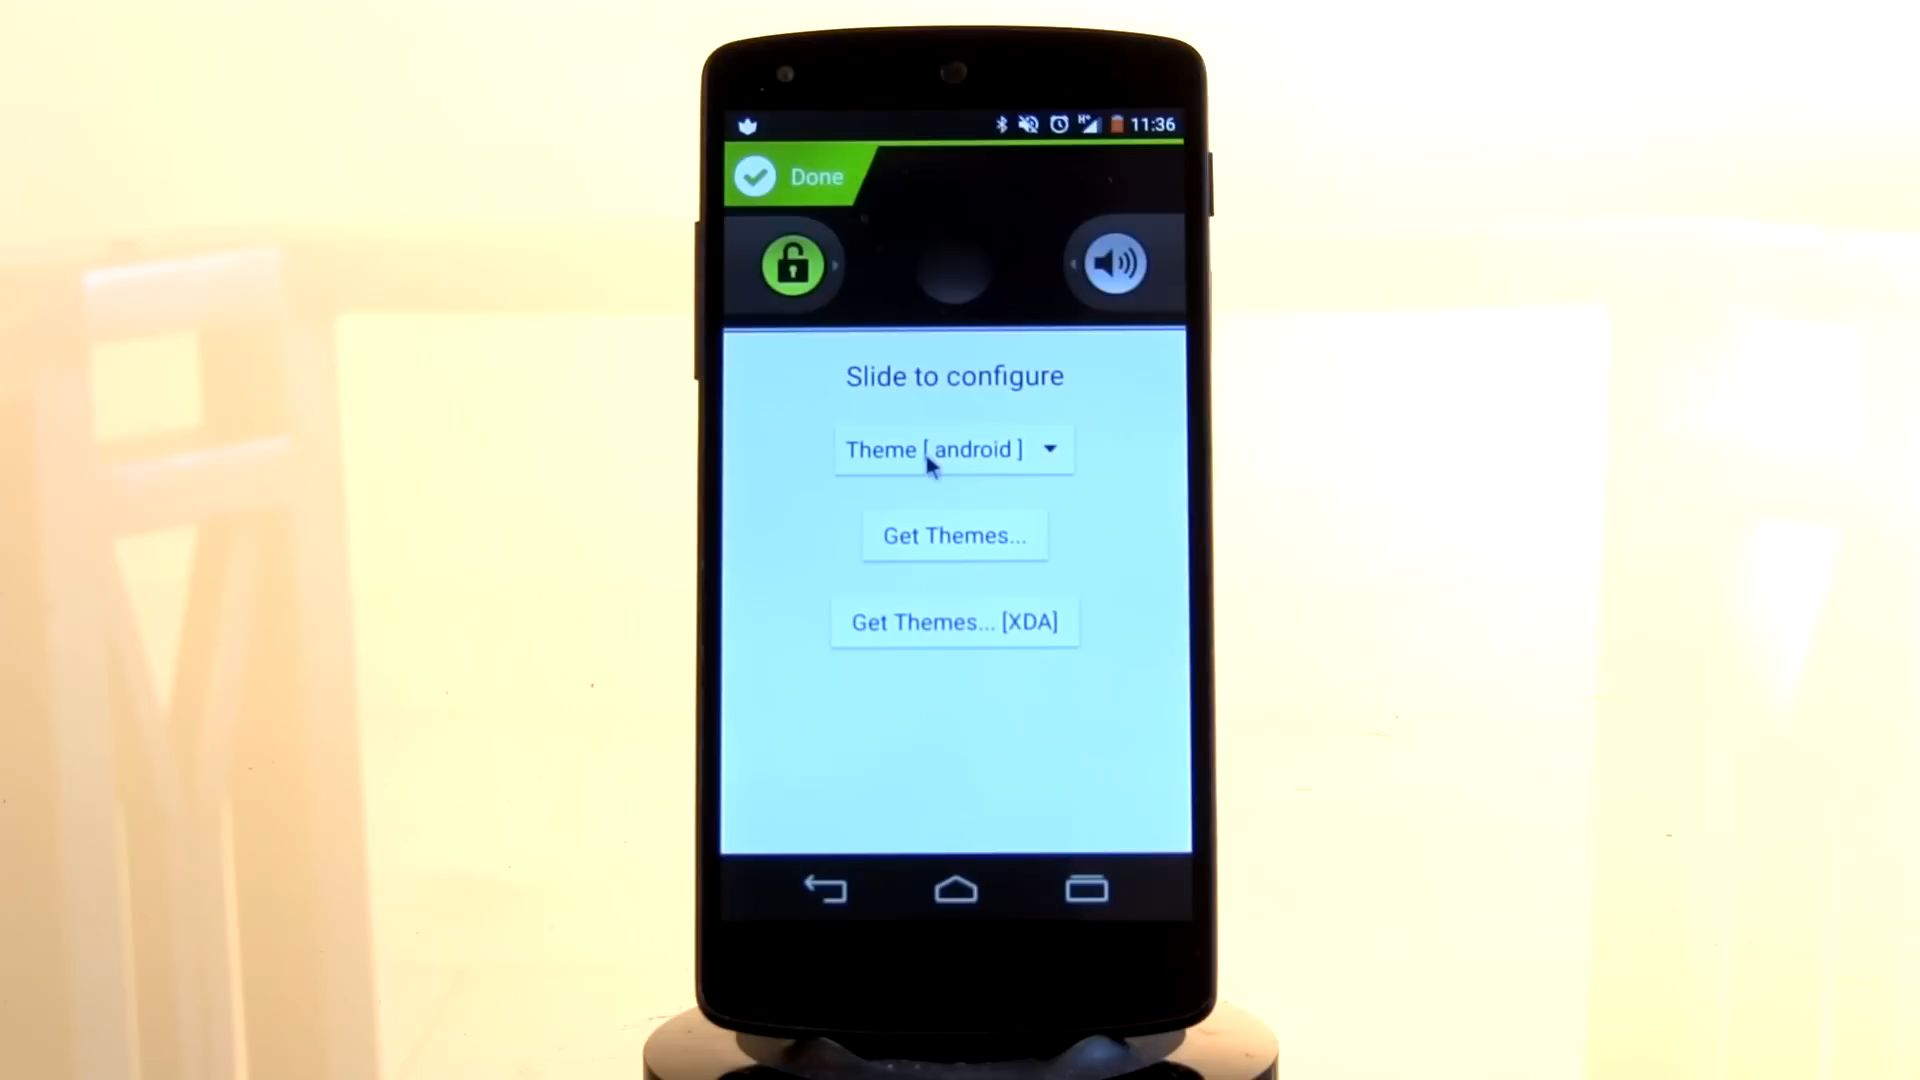 H+ 11:36
Done
Slide to configure
Theme [ android ]
Get Themes...
Get Themes... [XDA]